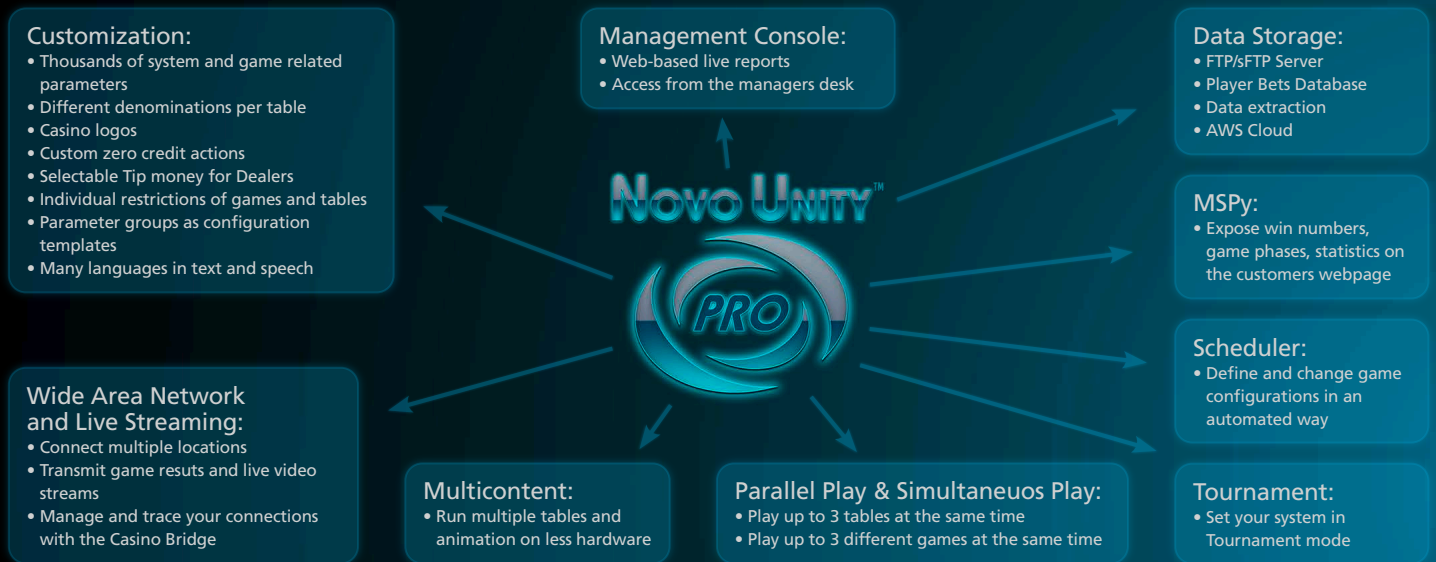 Customization:
• Thousands of system and game related
parameters
• Different denominations per table
• Casino logos
• Custom zero credit actions
• Selectable Tip money for Dealers
• Individual restrictions of games and tables
• Parameter groups as configuration
templates
• Many languages in text and speech
Management Console:
• Web-based live reports
• Access from the managers desk
Data Storage:
• FTP/sFTP Server
• Player Bets Database
• Data extraction
• AWS Cloud
NOVO UNITY™
PRO
MSPy:
• Expose win numbers,
game phases, statistics on
the customers webpage
Scheduler:
• Define and change game
configurations in an
automated way
Wide Area Network
and Live Streaming:
• Connect multiple locations
• Transmit game resuts and live video
streams
• Manage and trace your connections
with the Casino Bridge
Multicontent:
• Run multiple tables and
animation on less hardware
Parallel Play & Simultaneuos Play:
• Play up to 3 tables at the same time
• Play up to 3 different games at the same time
Tournament:
• Set your system in
Tournament mode